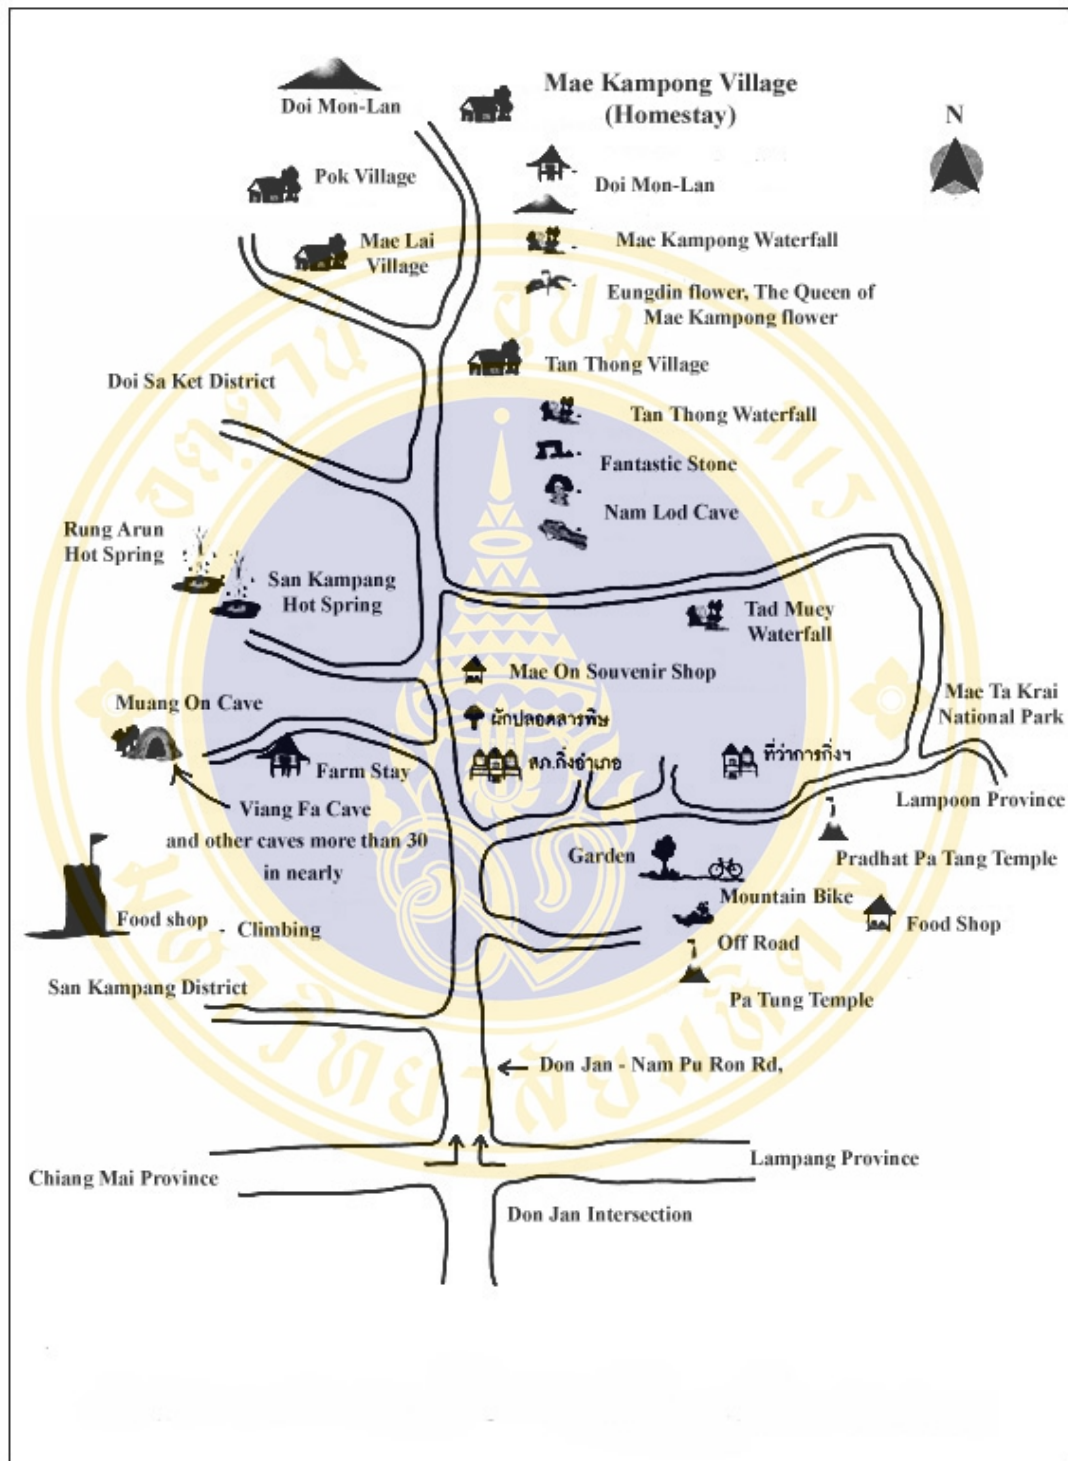 Mae Kampong Village
(Homestay)
Doi Mon-Lan
N
Pok Village
Doi Mon-Lan
Mae Lai
Village
Mae Kampong Waterfall
Eungdin flower, The Queen of
Mae Kampong flower
Tan Thong Village
Doi Sa Ket District
Tan Thong Waterfall
Fantastic Stone
Nam Lod Cave
Rung Arun
Hot Spring
San Kampang
Hot Spring
Tad Muey
Waterfall
Mae On Souvenir Shop
Mae Ta Krai
National Park
Muang On Cave
ผักปลอดสารพิษ
สภ.กิ่งอำเภอ
ที่ว่าการกิ่งฯ
Farm Stay
Lampoon Province
Viang Fa Cave
and other caves more than 30
in nearly
Garden
Pradhat Pa Tang Temple
Mountain Bike
Food shop
- Climbing
Food Shop
Off Road
San Kampang District
Pa Tung Temple
Don Jan - Nam Pu Ron Rd,
Chiang Mai Province
Lampang Province
Don Jan Intersection